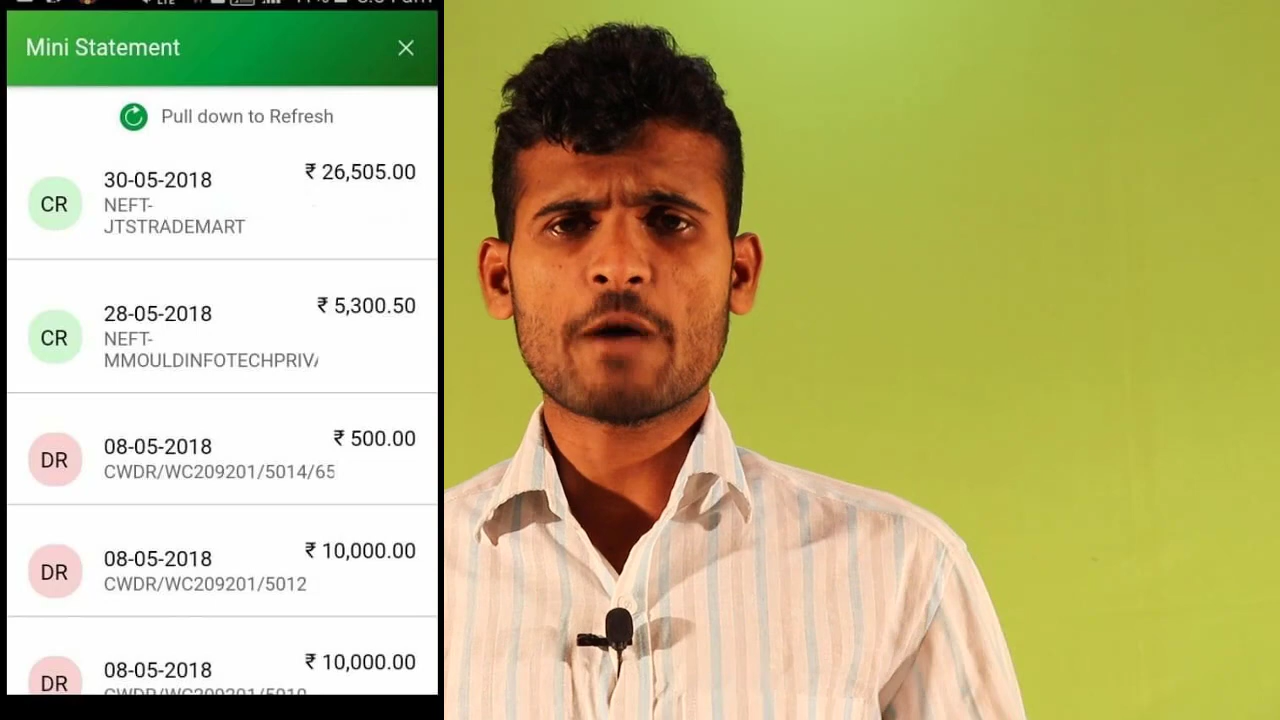 Mini Statement
Pull down to Refresh
CR
30-05-2018
₹ 26,505.00
NEFT-
JTSTRADEMART
CR
28-05-2018
₹ 5,300.50
NEFT-
MMOULDINFOTECHPRIV
DR
08-05-2018
₹ 500.00
CWDR/WC209201/5014/65
DR
08-05-2018
₹ 10,000.00
CWDR/WC209201/5012
DR
08-05-2018
₹ 10,000.00